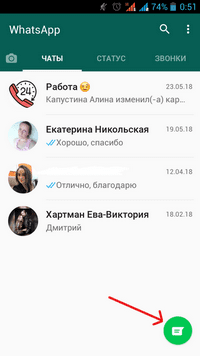 74% 0:51
WhatsApp
ЧАТЫ СТАТУС ЗВОНКИ
Работа 😏 23.05.18
Капустина Алина изменил(-а) кар...
24
Екатерина Никольская 19.05.18
Хорошо, спасибо
12.04.18
Отлично, благодарю
Хартман Ева-Виктория 18.02.18
Дмитрий